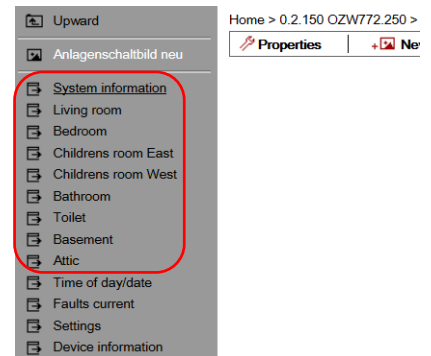 Upward
Home > 0.2.150 OZW772.250 >
Properties
Anlagenschaltbild neu
System information
Living room
Bedroom
Childrens room East
Childrens room West
Bathroom
Toilet
Basement
Attic
Time of day/date
Faults current
Settings
Device information